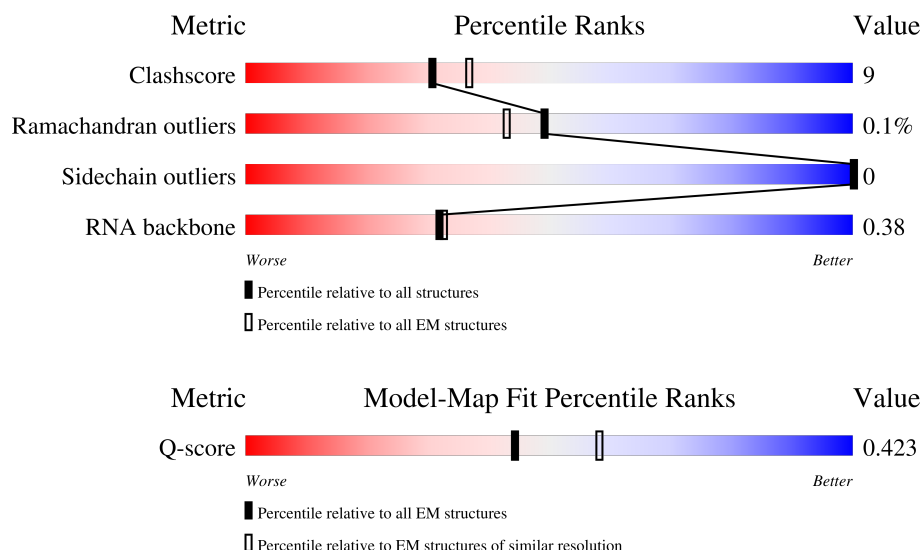 Metric Percentile Ranks Value
Clashscore 9
Ramachandran outliers 0.1%
Sidechain outliers 0
RNA backbone 0.38
Worse Better
Percentile relative to all structures
Percentile relative to all EM structures
Metric Model-Map Fit Percentile Ranks Value
Q-score 0.423
Worse Better
Percentile relative to all EM structures
Percentile relative to EM structures of similar resolution